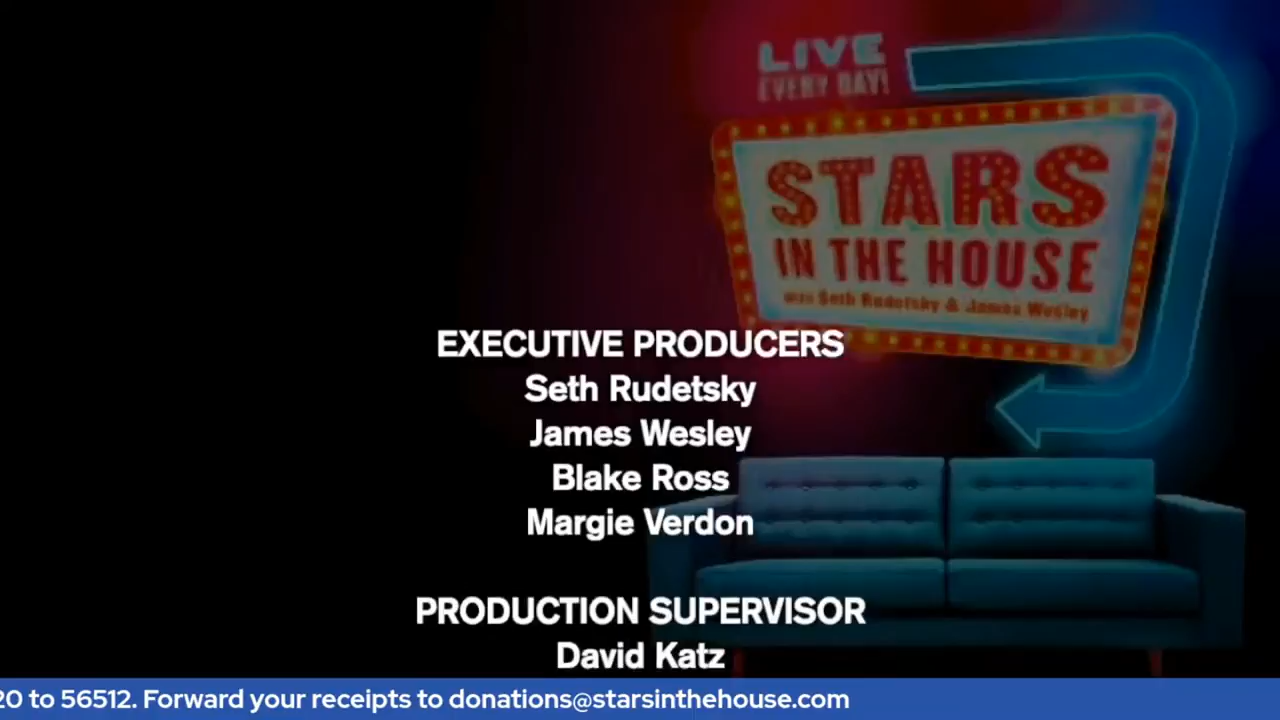 LIVE
EVERY DAY!
STARS
IN THE HOUSE
with Seth Rudetsky & James Wesley
EXECUTIVE PRODUCERS
Seth Rudetsky
James Wesley
Blake Ross
Margie Verdon
PRODUCTION SUPERVISOR
David Katz
20 to 56512. Forward your receipts to donations@starsinthehouse.com